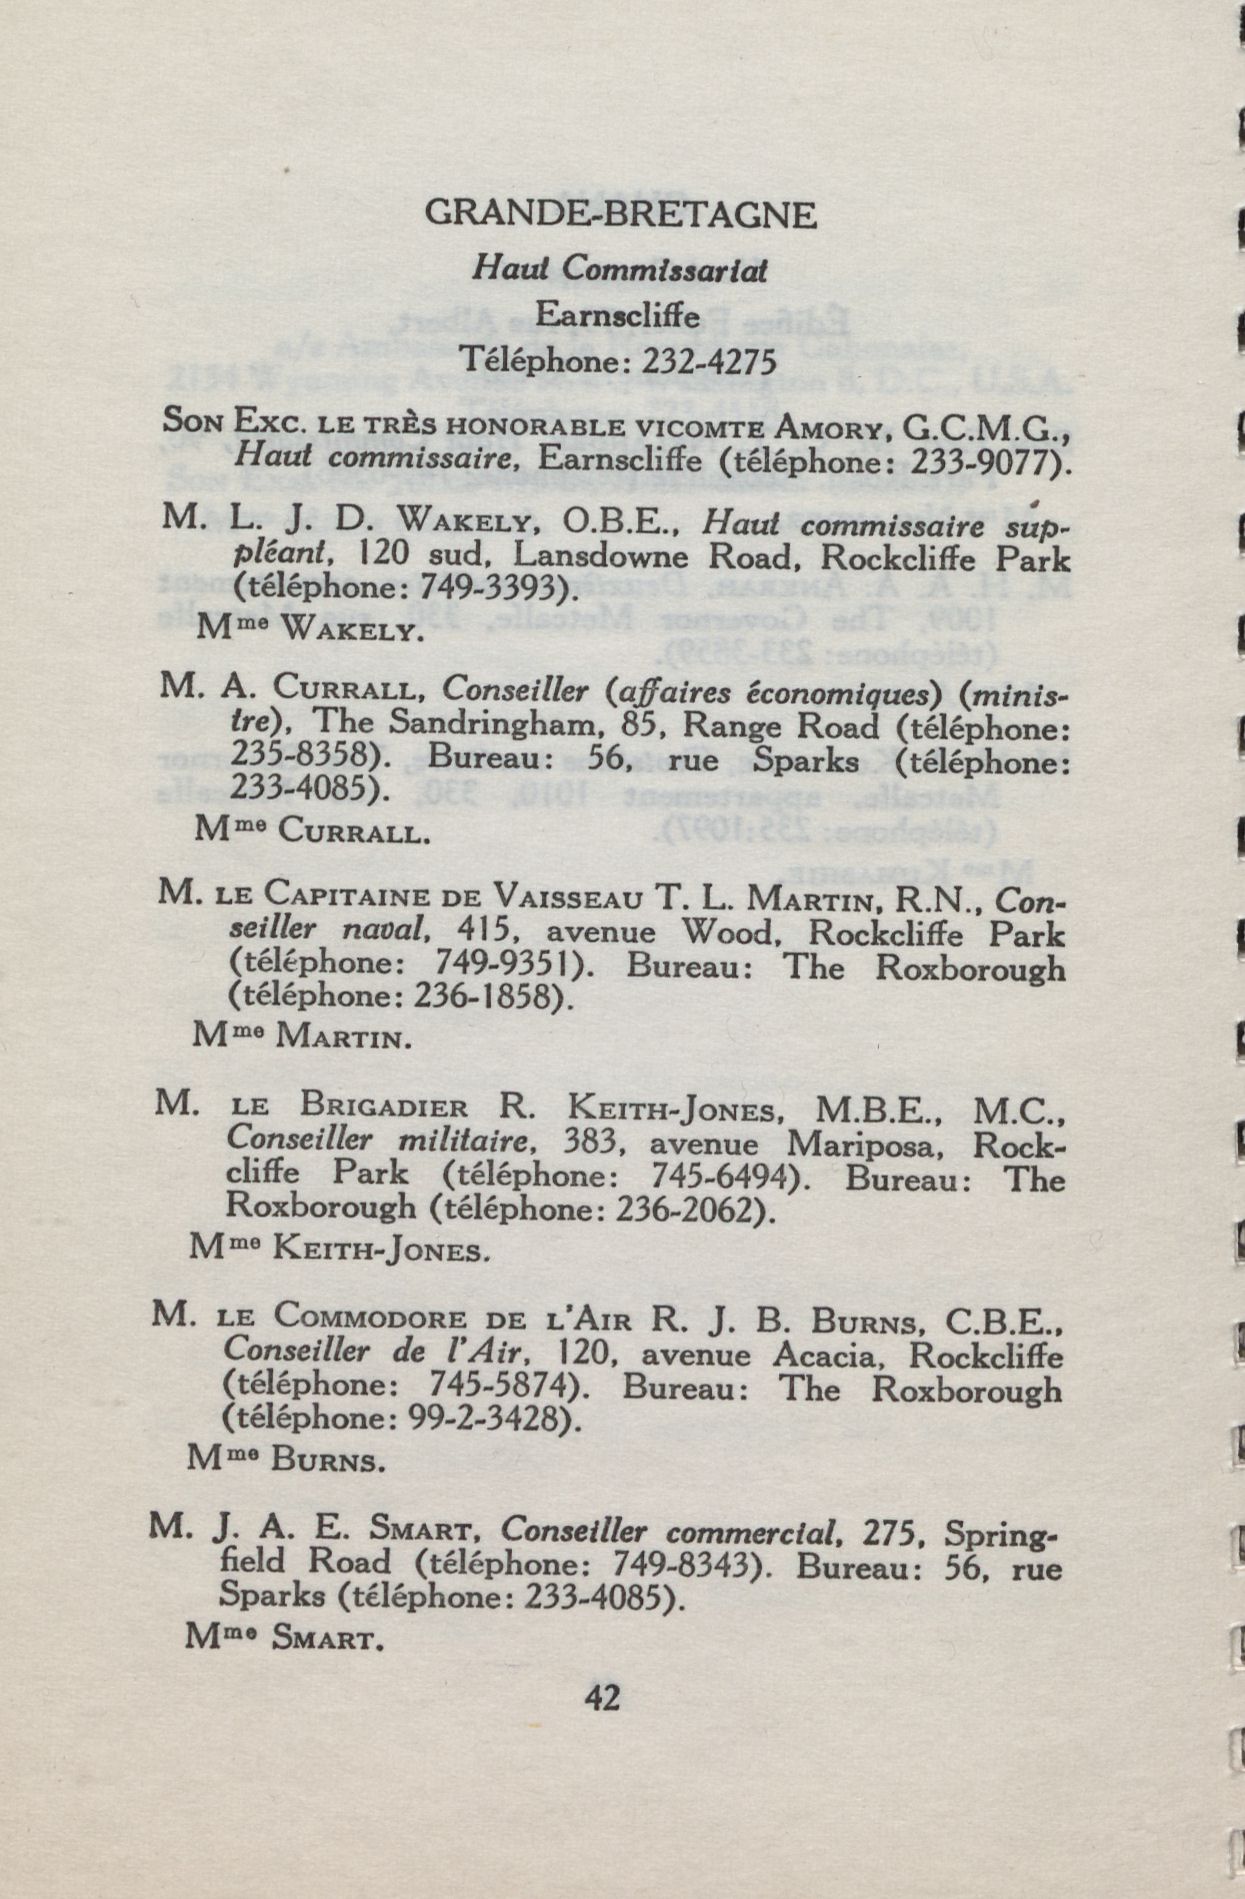 GRANDE-BRETAGNE
Haut Commissariat
Earnscliffe
Téléphone: 232-4275
SON EXC. LE TRÈS HONORABLE VICOMTE AMORY, G.C.M.G.,
Haut commissaire, Earnscliffe (téléphone: 233-9077).
M. L. J. D. WAKELY, O.B.E., Haut commissaire sup-
pléant, 120 sud, Lansdowne Road, Rockcliffe Park
(téléphone: 749-3393).
Mme WAKELY.
M. A. CURRALL, Conseiller (affaires économiques) (minis-
tre), The Sandringham, 85, Range Road (téléphone:
235-8358). Bureau: 56, rue Sparks (téléphone:
233-4085).
Mme CURRALL.
M. LE CAPITAINE DE VAISSEAU T. L. MARTIN, R.N., Con-
seiller naval, 415, avenue Wood, Rockcliffe Park
(téléphone: 749-9351). Bureau: The Roxborough
(téléphone: 236-1858).
Mme MARTIN.
M. LE BRIGADIER R. KEITH-JONES, M.B.E., M.C.,
Conseiller militaire, 383, avenue Mariposa, Rock-
cliffe Park (téléphone: 745-6494). Bureau: The
Roxborough (téléphone: 236-2062).
Mme KEITH-JONES.
M. LE COMMODORE DE L'AIR R. J. B. BURNS, C.B.E.,
Conseiller de l'Air, 120, avenue Acacia, Rockcliffe
(téléphone: 745-5874). Bureau: The Roxborough
(téléphone: 99-2-3428).
Mme BURNS.
M. J. A. E. SMART, Conseiller commercial, 275, Spring-
field Road (téléphone: 749-8343). Bureau: 56, rue
Sparks (téléphone: 233-4085).
Mme SMART.
42